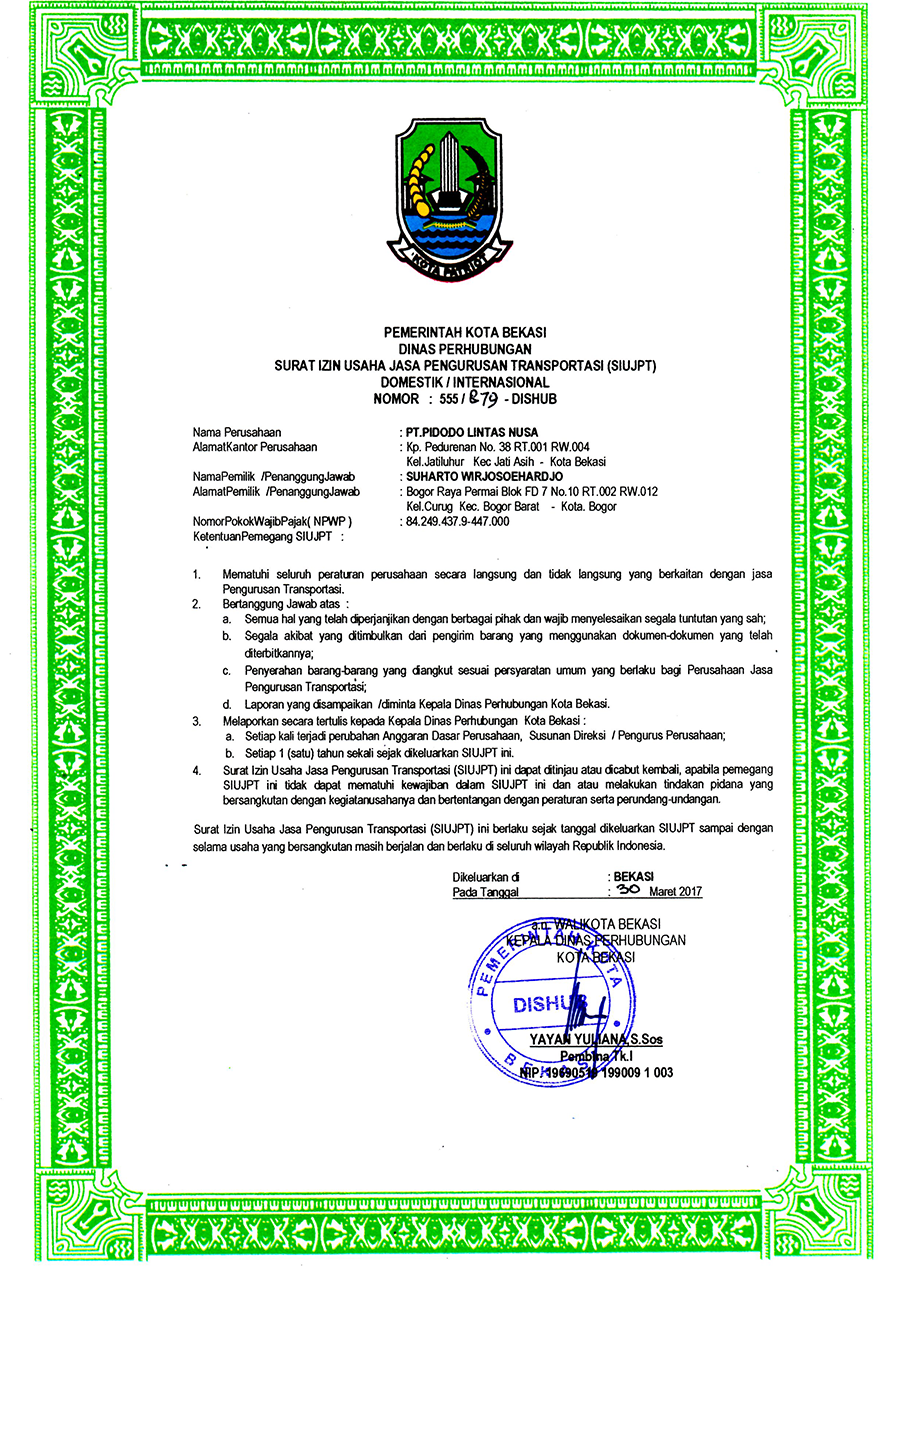 KOTA PATRIOT
PEMERINTAH KOTA BEKASI
DINAS PERHUBUNGAN
SURAT IZIN USAHA JASA PENGURUSAN TRANSPORTASI (SIUJPT)
DOMESTIK / INTERNASIONAL
NOMOR : 555 / 879 - DISHUB
Nama Perusahaan : PT.PIDODO LINTAS NUSA
AlamatKantor Perusahaan : Kp. Pedurenan No. 38 RT.001 RW.004
Kel.Jatiluhur Kec Jati Asih - Kota Bekasi
NamaPemilik /PenanggungJawab : SUHARTO WIRJOSOEHARDJO
AlamatPemilik /PenanggungJawab : Bogor Raya Permai Blok FD 7 No.10 RT.002 RW.012
Kel.Curug Kec. Bogor Barat - Kota. Bogor
NomorPokokWajibPajak( NPWP ) : 84.249.437.9-447.000
KetentuanPemegang SIUJPT :
1. Mematuhi seluruh peraturan perusahaan secara langsung dan tidak langsung yang berkaitan dengan jasa
Pengurusan Transportasi.
2. Bertanggung Jawab atas :
a. Semua hal yang telah diperjanjikan dengan berbagai pihak dan wajib menyelesaikan segala tuntutan yang sah;
b. Segala akibat yang ditimbulkan dari pengirim barang yang menggunakan dokumen-dokumen yang telah
diterbitkannya;
c. Penyerahan barang-barang yang diangkut sesuai persyaratan umum yang berlaku bagi Perusahaan Jasa
Pengurusan Transportasi;
d. Laporan yang disampaikan /diminta Kepala Dinas Perhubungan Kota Bekasi.
3. Melaporkan secara tertulis kepada Kepala Dinas Perhubungan Kota Bekasi :
a. Setiap kali terjadi perubahan Anggaran Dasar Perusahaan, Susunan Direksi / Pengurus Perusahaan;
b. Setiap 1 (satu) tahun sekali sejak dikeluarkan SIUJPT ini.
4. Surat Izin Usaha Jasa Pengurusan Transportasi (SIUJPT) ini dapat ditinjau atau dicabut kembali, apabila pemegang
SIUJPT ini tidak dapat mematuhi kewajiban dalam SIUJPT ini dan atau melakukan tindakan pidana yang
bersangkutan dengan kegiatanusahanya dan bertentangan dengan peraturan serta perundang-undangan.
Surat Izin Usaha Jasa Pengurusan Transportasi (SIUJPT) ini berlaku sejak tanggal dikeluarkan SIUJPT sampai dengan
selama usaha yang bersangkutan masih berjalan dan berlaku di seluruh wilayah Republik Indonesia.
Dikeluarkan di : BEKASI
Pada Tanggal : 30 Maret 2017
a.n. WALIKOTA BEKASI
KEPALA DINAS PERHUBUNGAN
KOTA BEKASI
PEMERINTAH KOTA
DISHUB
BEKASI
YAYAN YULIANA,S.Sos
Pembina Tk.I
NIP. 199009 1 003